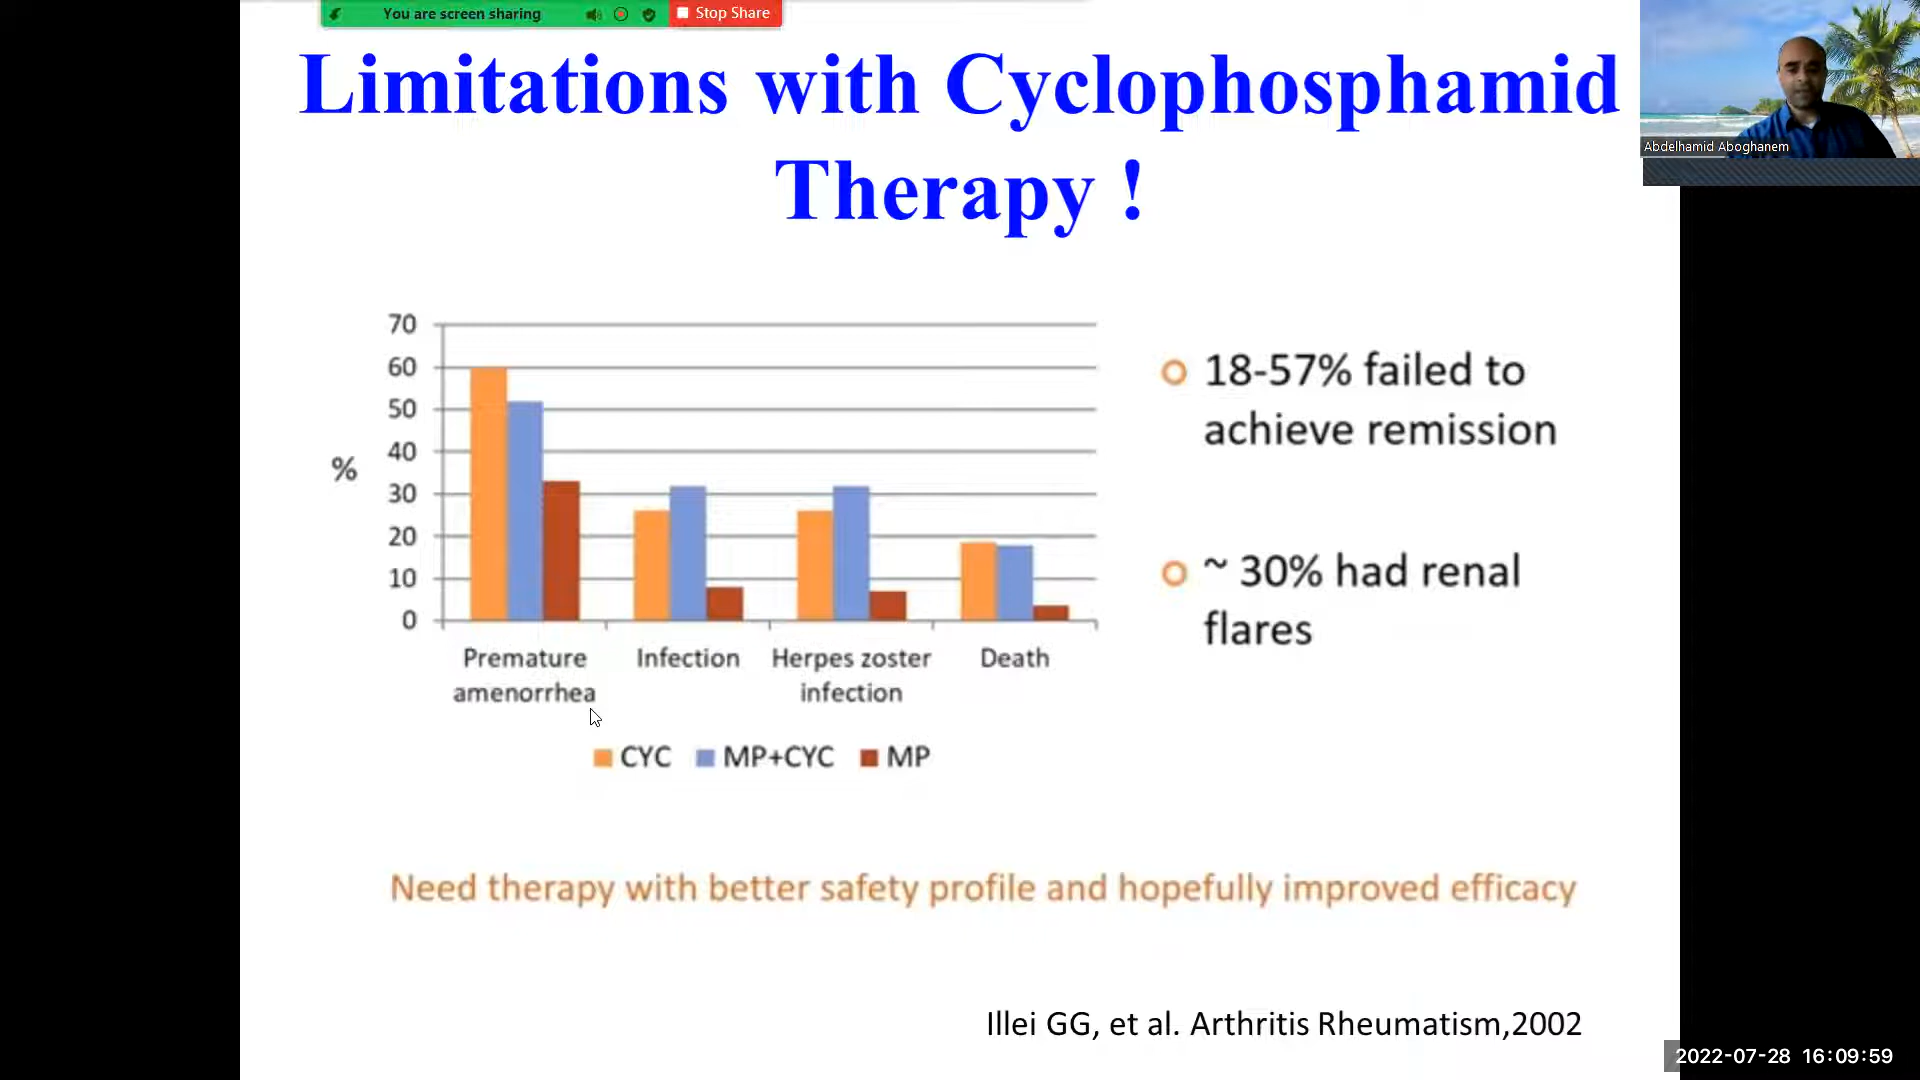 You are screen sharing
Stop Share
Limitations with Cyclophosphamid
Therapy !
Abdelhamid Aboghanem
70
60
50
40
30
20
10
0
%
Premature
amenorrhea
Infection
Herpes zoster
infection
Death
CYC MP+CYC MP
18-57% failed to
achieve remission
~ 30% had renal
flares
Need therapy with better safety profile and hopefully improved efficacy
Illei GG, et al. Arthritis Rheumatism,2002
2022-07-28 16:09:59